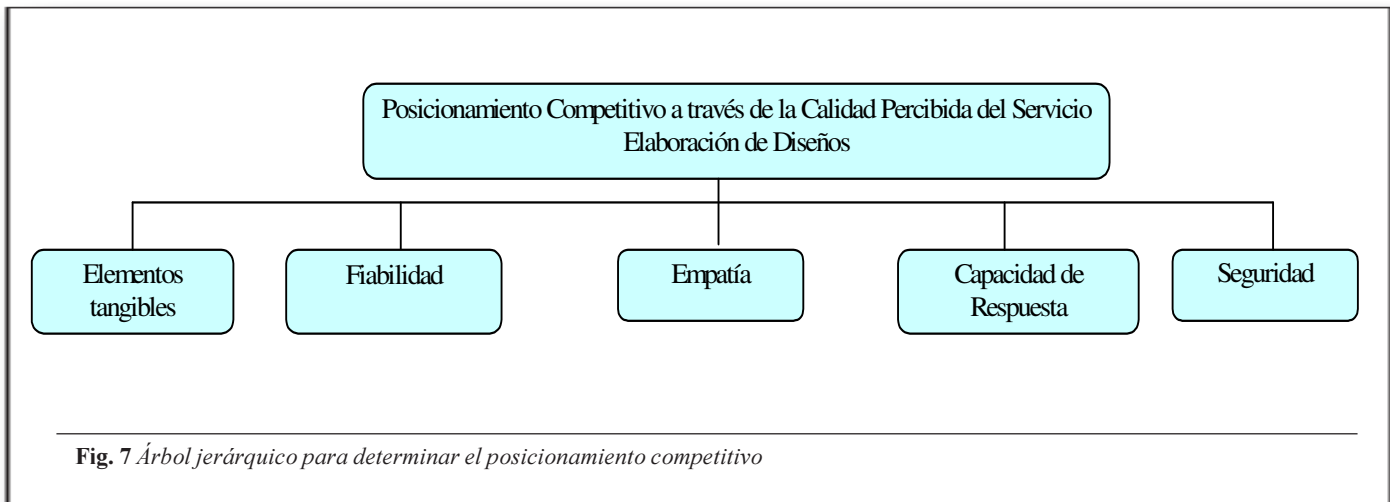 Posicionamiento Competitivo a través de la Calidad Percibida del Servicio
Elaboración de Diseños
Elementos
tangibles
Fiabilidad
Empatía
Capacidad de
Respuesta
Seguridad
Fig. 7 Árbol jerárquico para determinar el posicionamiento competitivo